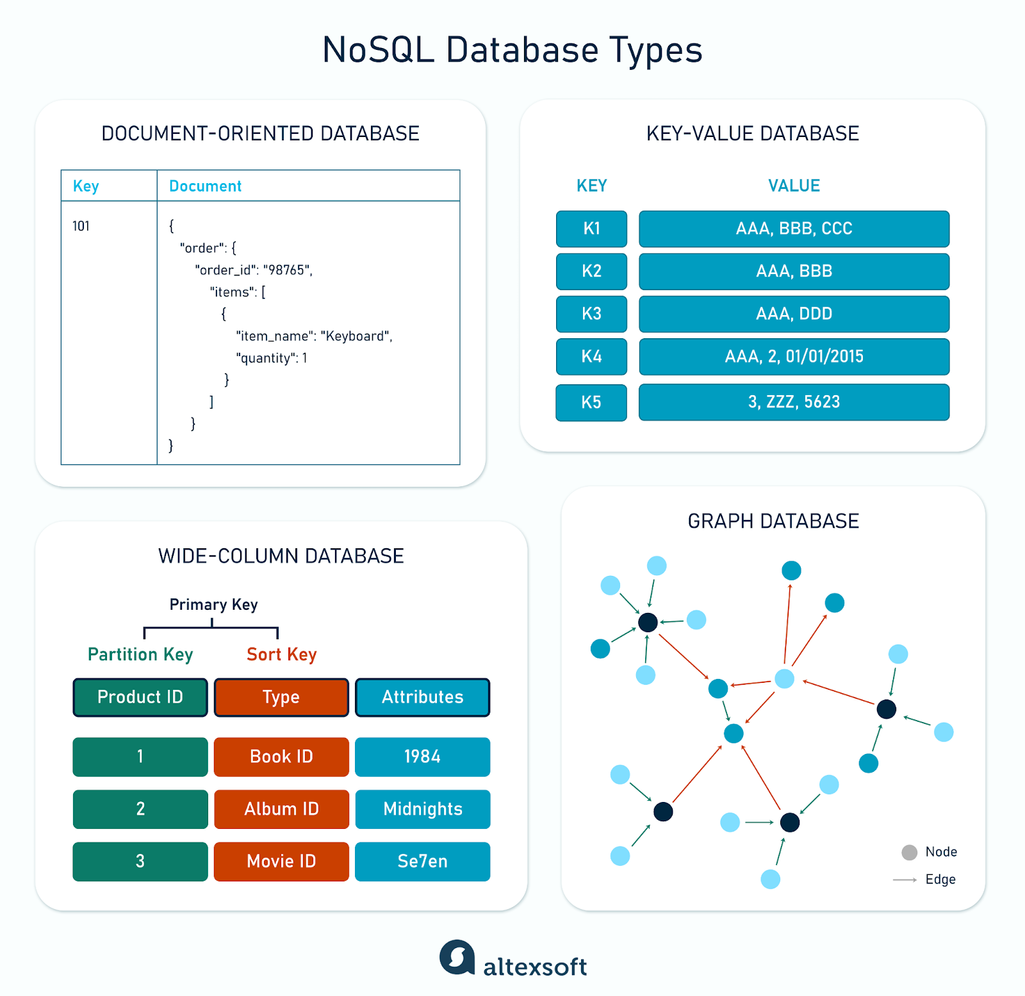 NoSQL Database Types
DOCUMENT-ORIENTED DATABASE
Key Document
101
{
"order": {
"order_id": "98765",
"items": [
{
"item_name": "Keyboard",
"quantity": 1
}
]
}
}
KEY-VALUE DATABASE
KEY VALUE
K1 AAA, BBB, CCC
K2 AAA, BBB
K3 AAA, DDD
K4 AAA, 2, 01/01/2015
K5 3, ZZZ, 5623
WIDE-COLUMN DATABASE
Primary Key
Partition Key Sort Key
Product ID Type Attributes
1 Book ID 1984
2 Album ID Midnights
3 Movie ID Se7en
GRAPH DATABASE
Node
Edge
altexsoft